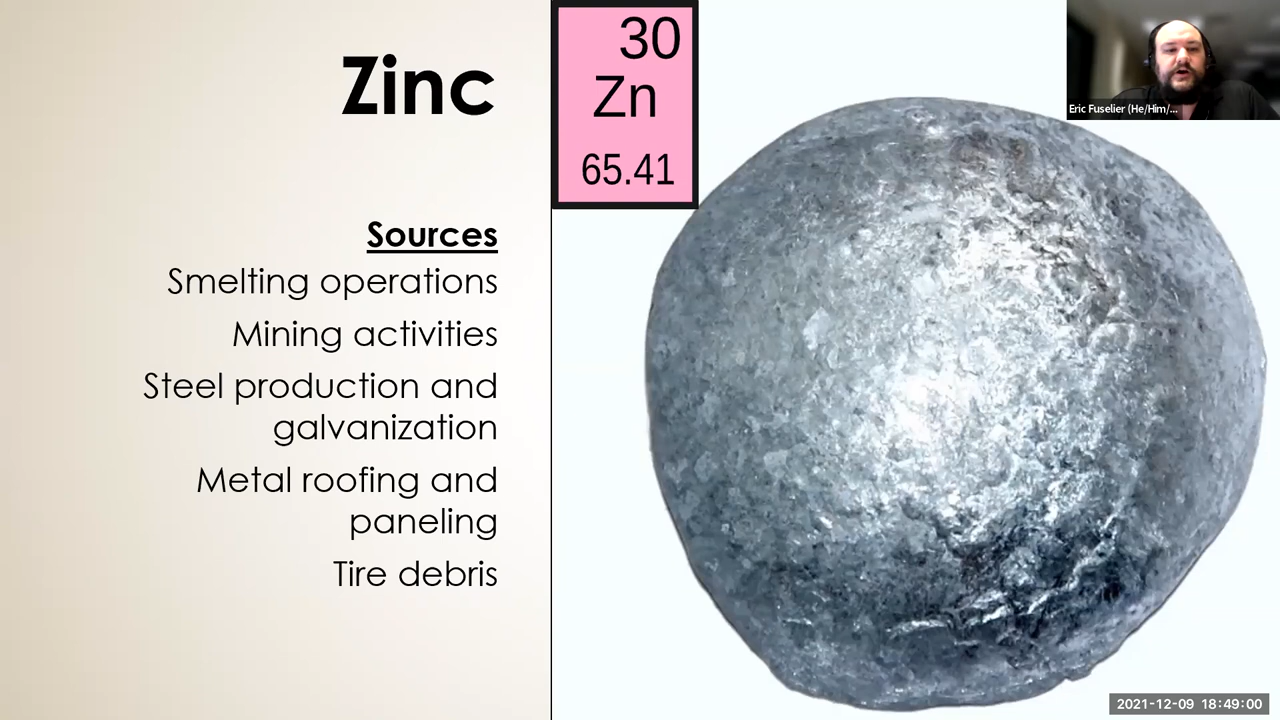 Zinc
Sources
Smelting operations
Mining activities
Steel production and
galvanization
Metal roofing and
paneling
Tire debris
30
Zn
65.41
Eric Fuselier (He/Him/...
2021-12-09 18:49:00